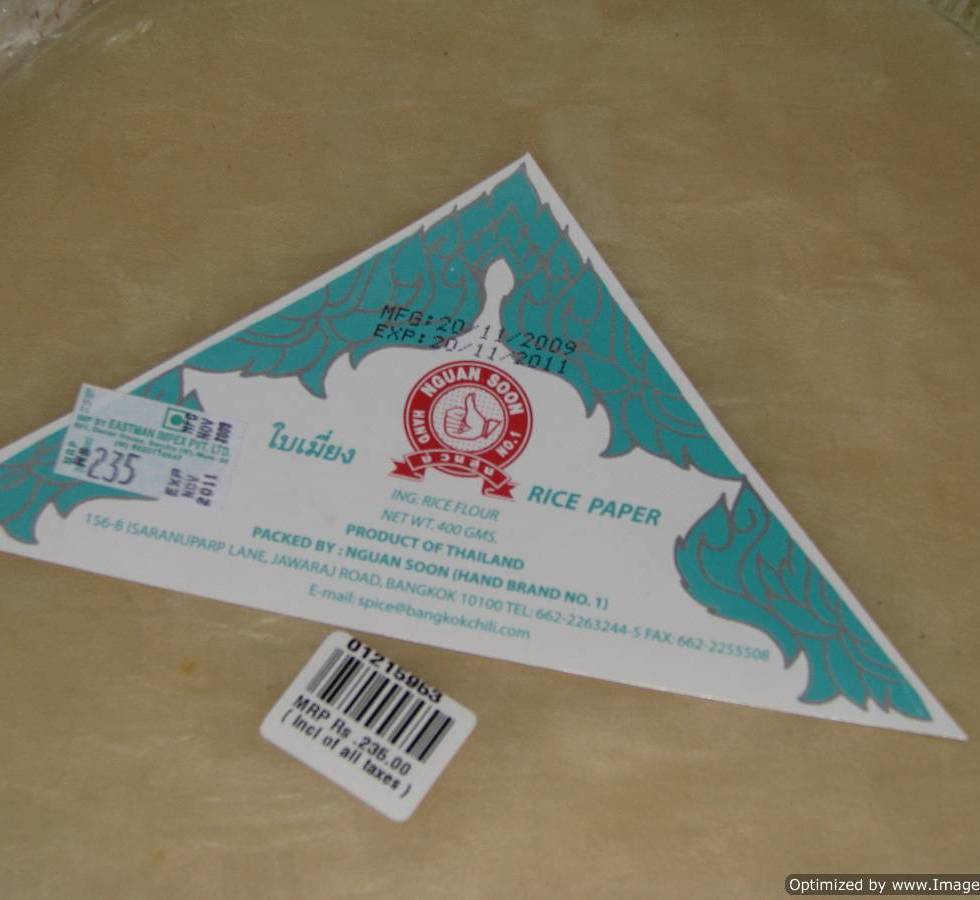 MFG:20/11/2009
EXP:20/11/2011
NGUAN SOON
HAND NO.1
ใบเมี่ยง
RICE PAPER
ING: RICE FLOUR
NET WT. 400 GMS.
PRODUCT OF THAILAND
PACKED BY : NGUAN SOON (HAND BRAND NO. 1)
156-8 ISARANUPARP LANE, JAWARAJ ROAD, BANGKOK 10100 TEL: 662-2263244-5 FAX: 662-2255508
E-mail: spice@bangkokchili.com
BY EASTMAN IMPEX PVT. LTD.
MRP
235
MFD
NOV
2009
EXP
NOV
2011
01215953
MRP Rs .235.00
( Incl of all taxes )
Optimized by www.Image